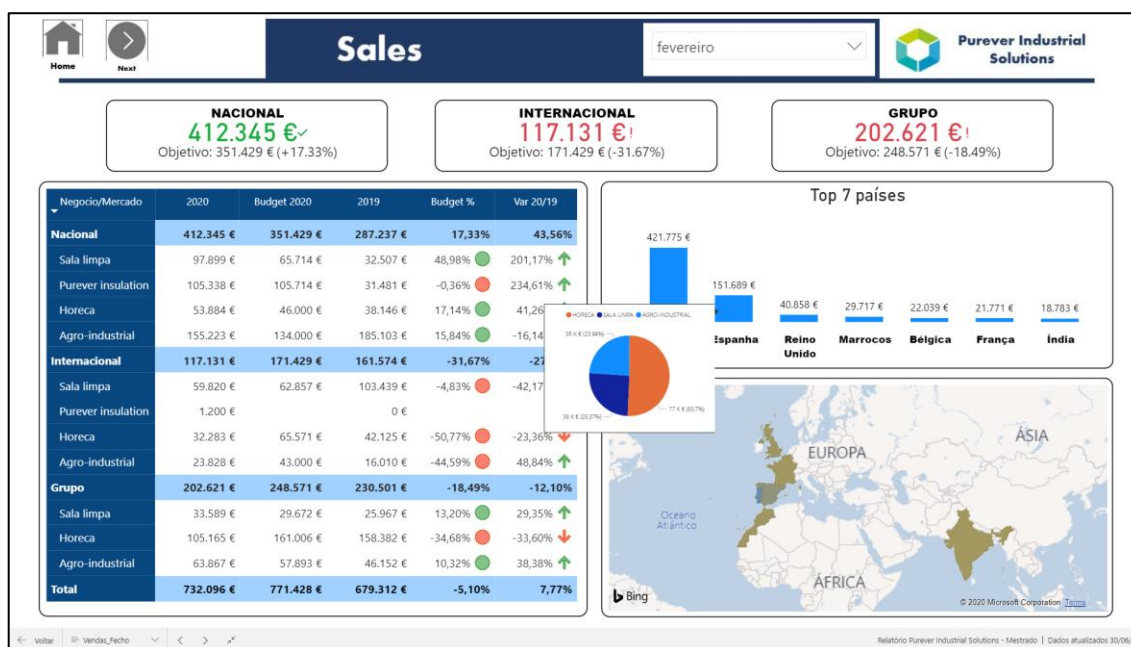 Home
Next
Sales
fevereiro
Purever Industrial
Solutions
NACIONAL
412.345 €
Objetivo: 351.429 € (+17.33%)
INTERNACIONAL
117.131 € !
Objetivo: 171.429 € (-31.67%)
GRUPO
202.621 € !
Objetivo: 248.571 € (-18.49%)
Negocio/Mercado 2020 Budget 2020 2019 Budget % Var 20/19
Nacional 412.345 € 351.429 € 287.237 € 17,33% 43,56%
Sala limpa 97.899 € 65.714 € 32.507 € 48,98% 201,17%
Purever insulation 105.338 € 105.714 € 31.481 € -0,36% 234,61%
Horeca 53.884 € 46.000 € 38.146 € 17,14% 41,26
Agro-industrial 155.223 € 134.000 € 185.103 € 15,84% -16,14
Internacional 117.131 € 171.429 € 161.574 € -31,67% -27
Sala limpa 59.820 € 62.857 € 103.439 € -4,83% -42,17
Purever insulation 1.200 € 0 €
Horeca 32.283 € 65.571 € 42.125 € -50,77% -23,36%
Agro-industrial 23.828 € 43.000 € 16.010 € -44,59% 48,84%
Grupo 202.621 € 248.571 € 230.501 € -18,49% -12,10%
Sala limpa 33.589 € 29.672 € 25.967 € 13,20% 29,35%
Horeca 105.165 € 161.006 € 158.382 € -34,68% -33,60%
Agro-industrial 63.867 € 57.893 € 46.152 € 10,32% 38,38%
Total 732.096 € 771.428 € 679.312 € -5,10% 7,77%
Top 7 países
421.775 €
151.689 €
40.858 €
29.717 €
22.039 €
21.771 €
18.783 €
Espanha
Reino
Unido
Marrocos
Bélgica
França
Índia
HORECA SALA LIMPA AGRO-INDUSTRIAL
EUROPA
ÁSIA
Oceano
Atlântico
ÁFRICA
Bing
© 2020 Microsoft Corporation Terms
Voltar
Vendas_Fecho
Relatório Purever Industrial Solutions - Mestrado | Dados atualizados 30/06/